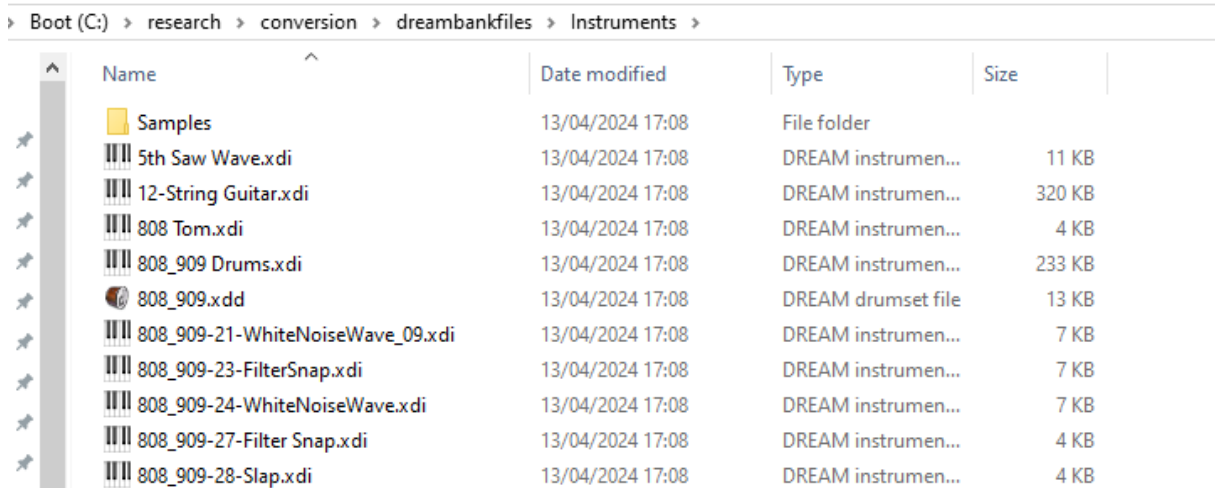 Boot (C:) > research > conversion > dreambankfiles > Instruments >
Name Date modified Type Size
Samples 13/04/2024 17:08 File folder
5th Saw Wave.xdi 13/04/2024 17:08 DREAM instrumen... 11 KB
12-String Guitar.xdi 13/04/2024 17:08 DREAM instrumen... 320 KB
808 Tom.xdi 13/04/2024 17:08 DREAM instrumen... 4 KB
808_909 Drums.xdi 13/04/2024 17:08 DREAM instrumen... 233 KB
808_909.xdd 13/04/2024 17:08 DREAM drumset file 13 KB
808_909-21-WhiteNoiseWave_09.xdi 13/04/2024 17:08 DREAM instrumen... 7 KB
808_909-23-FilterSnap.xdi 13/04/2024 17:08 DREAM instrumen... 7 KB
808_909-24-WhiteNoiseWave.xdi 13/04/2024 17:08 DREAM instrumen... 7 KB
808_909-27-Filter Snap.xdi 13/04/2024 17:08 DREAM instrumen... 4 KB
808_909-28-Slap.xdi 13/04/2024 17:08 DREAM instrumen... 4 KB